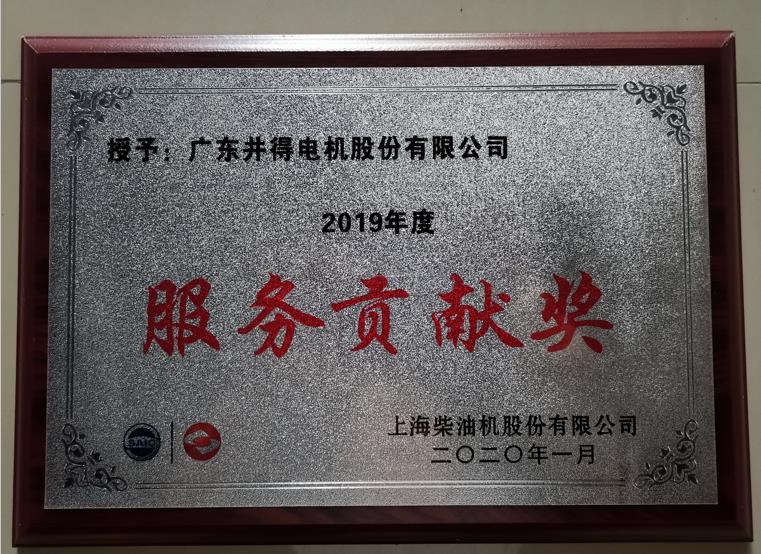 授予：广东井得电机股份有限公司
2019年度
服务贡献奖
SAIC
上海柴油机股份有限公司
二〇二〇年一月